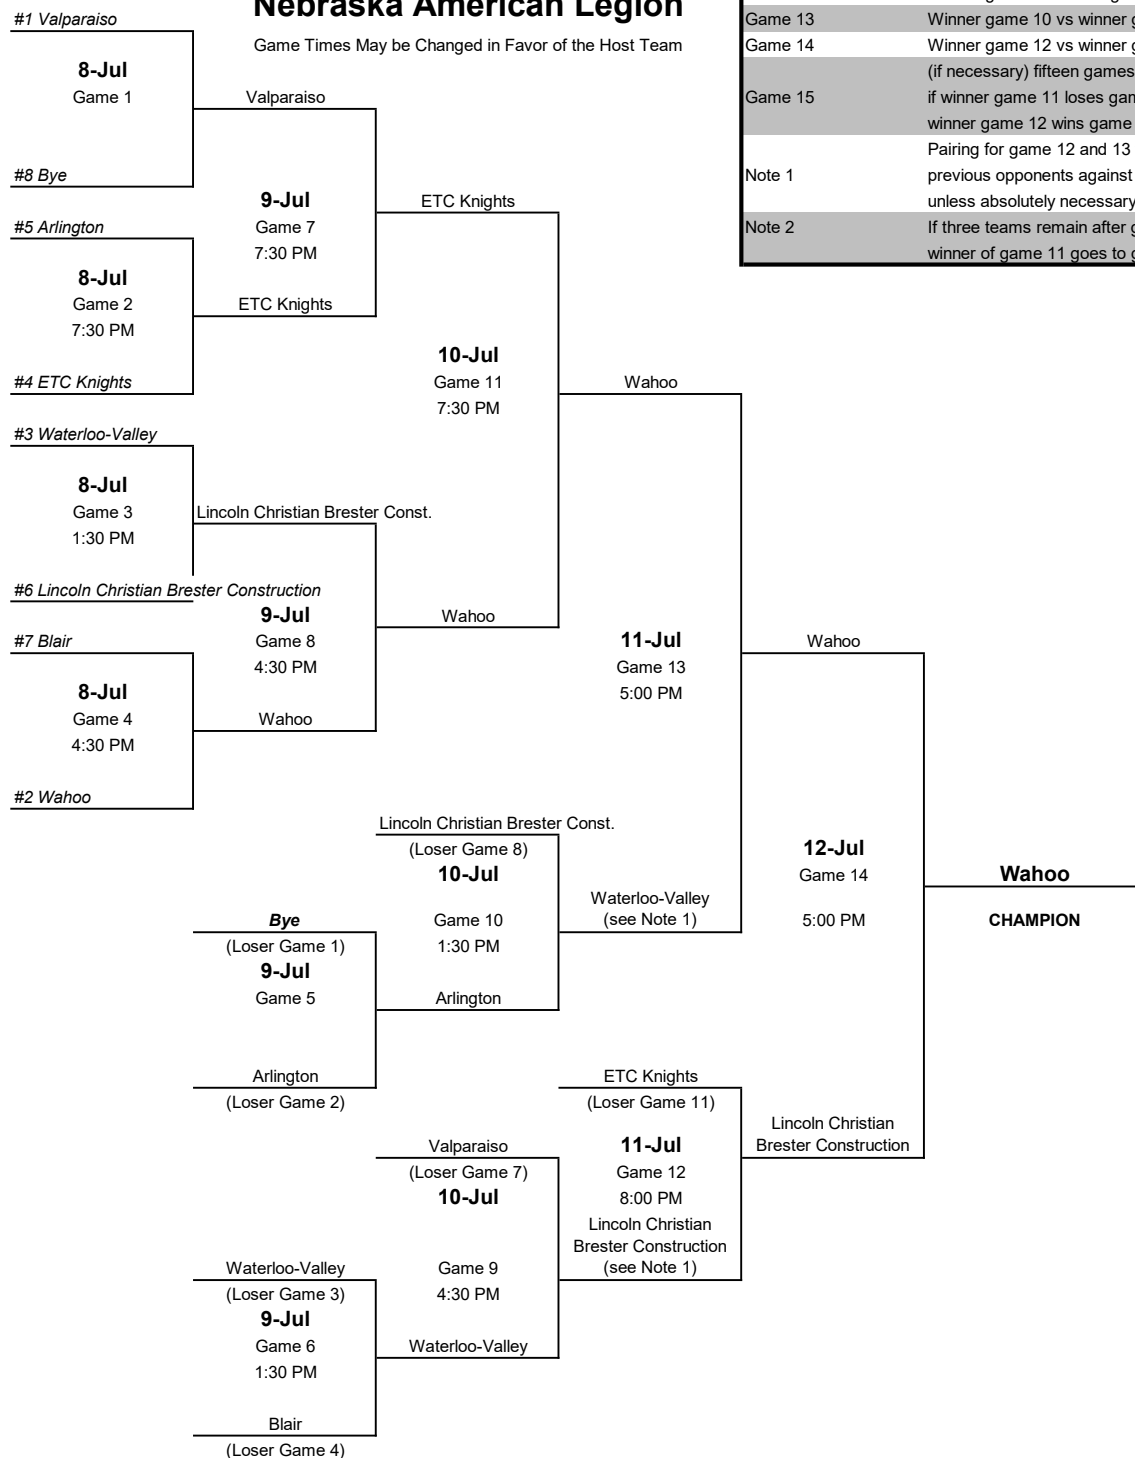 Nebraska American Legion
Game Times May be Changed in Favor of the Host Team
Game 13 Winner game 10 vs winner
Game 14 Winner game 12 vs winner
(if necessary) fifteen games
Game 15 if winner game 11 loses
winner game 12 wins game
Pairing for game 12 and 13
Note 1 previous opponents against
unless absolutely necessary
Note 2 If three teams remain after
winner of game 11 goes to
#1 Valparaiso
8-Jul
Game 1
Valparaiso
#8 Bye
9-Jul
Game 7
7:30 PM
ETC Knights
#5 Arlington
8-Jul
Game 2
7:30 PM
ETC Knights
#4 ETC Knights
10-Jul
Game 11
7:30 PM
Wahoo
#3 Waterloo-Valley
8-Jul
Game 3
1:30 PM
Lincoln Christian Brester Const.
#6 Lincoln Christian Brester Construction
9-Jul
Game 8
4:30 PM
Wahoo
#7 Blair
8-Jul
Game 4
4:30 PM
Wahoo
#2 Wahoo
11-Jul
Game 13
5:00 PM
Wahoo
Lincoln Christian Brester Const.
(Loser Game 8)
10-Jul
Game 10
1:30 PM
Waterloo-Valley
(see Note 1)
12-Jul
Game 14
5:00 PM
Wahoo
CHAMPION
Bye
(Loser Game 1)
9-Jul
Game 5
Arlington
Arlington
(Loser Game 2)
ETC Knights
(Loser Game 11)
11-Jul
Game 12
8:00 PM
Lincoln Christian
Brester Construction
Valparaiso
(Loser Game 7)
10-Jul
Game 9
4:30 PM
Lincoln Christian
Brester Construction
(see Note 1)
Waterloo-Valley
(Loser Game 3)
9-Jul
Game 6
1:30 PM
Waterloo-Valley
Blair
(Loser Game 4)